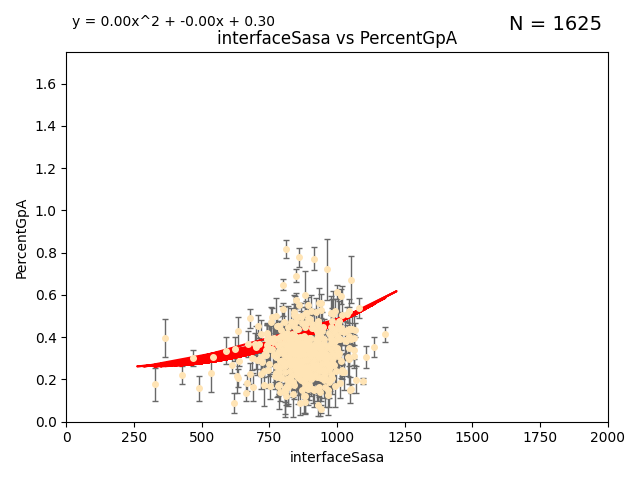 y = 0.00x^2 + -0.00x + 0.30
N = 1625
interfaceSasa vs PercentGpA
PercentGpA
1.6
1.4
1.2
1.0
0.8
0.6
0.4
0.2
0.0
0 250 500 750 1000 1250 1500 1750 2000
interfaceSasa